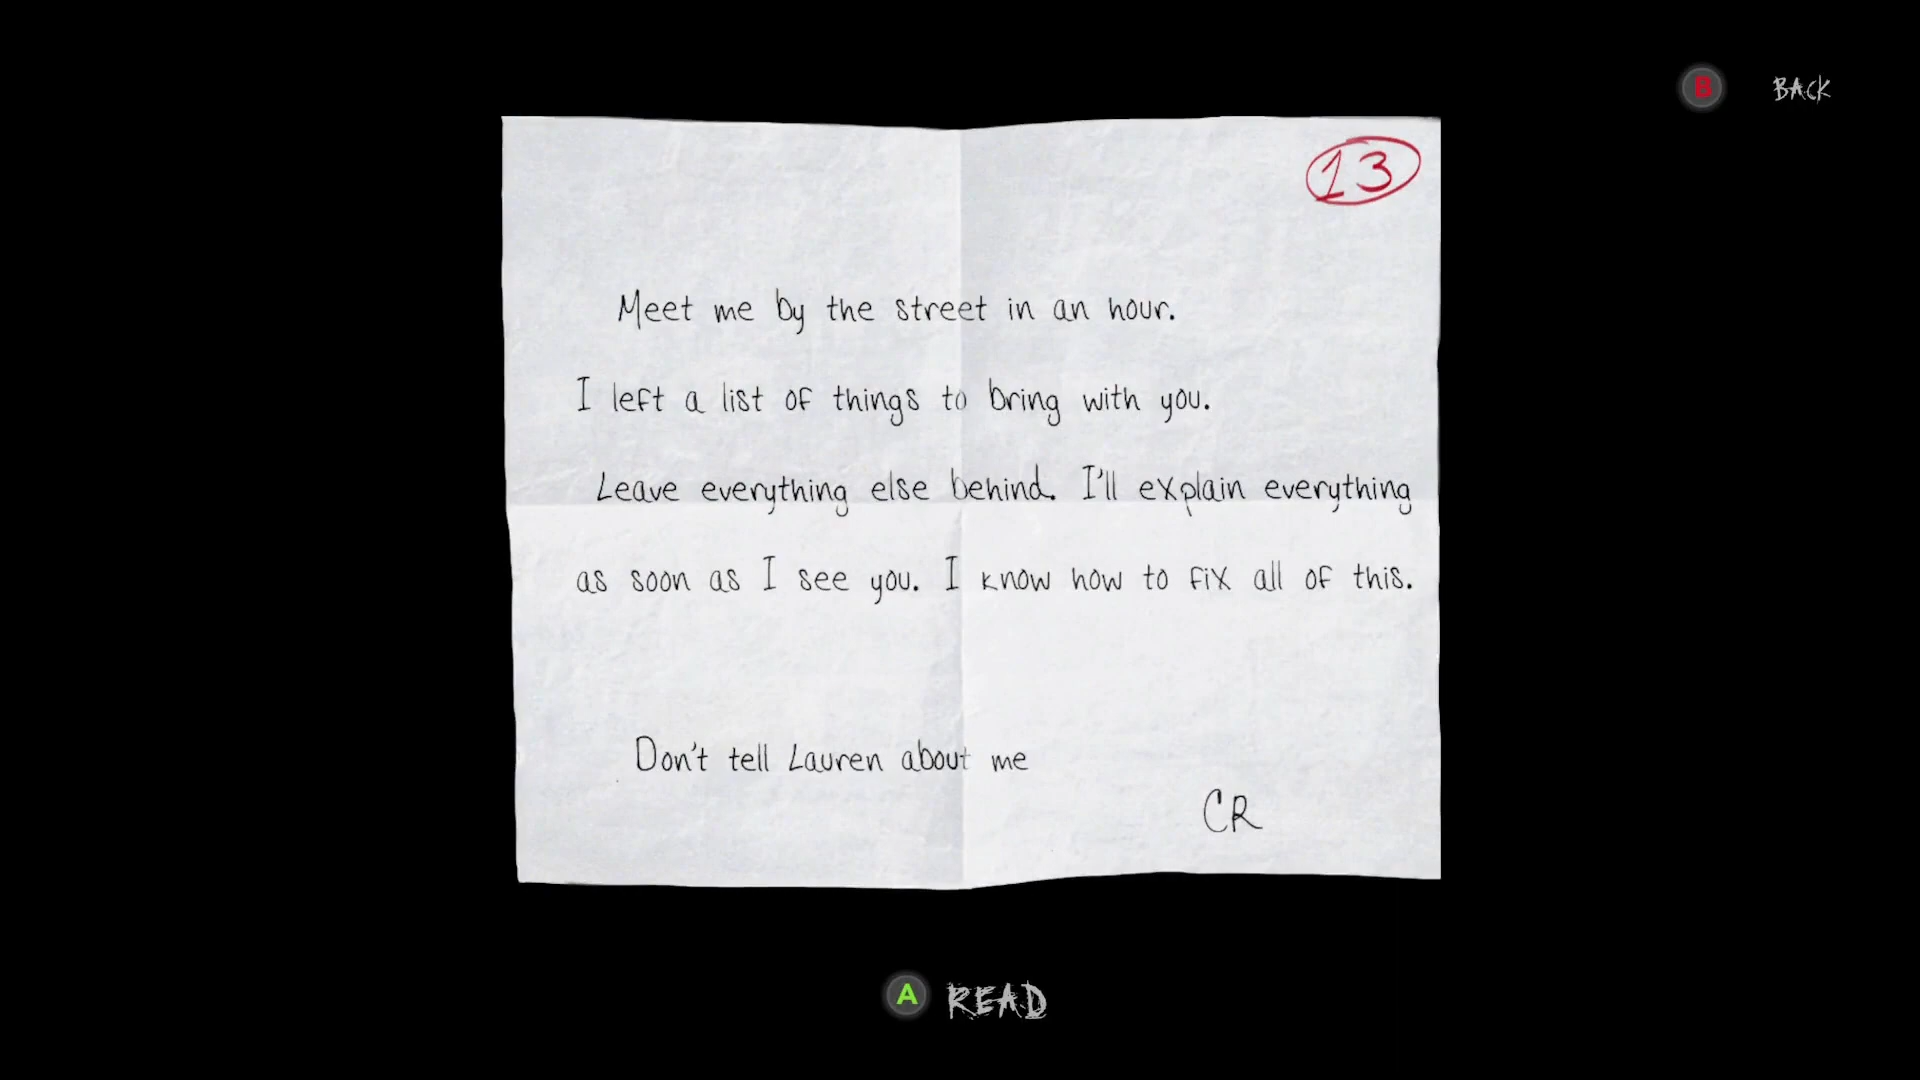 B BACK
13
Meet me by the street in an hour.
I left a list of things to bring with you.
Leave everything else behind. I'll explain everything
as soon as I see you. I know how to fix all of this.
Don't tell Lauren about me
CR
A READ